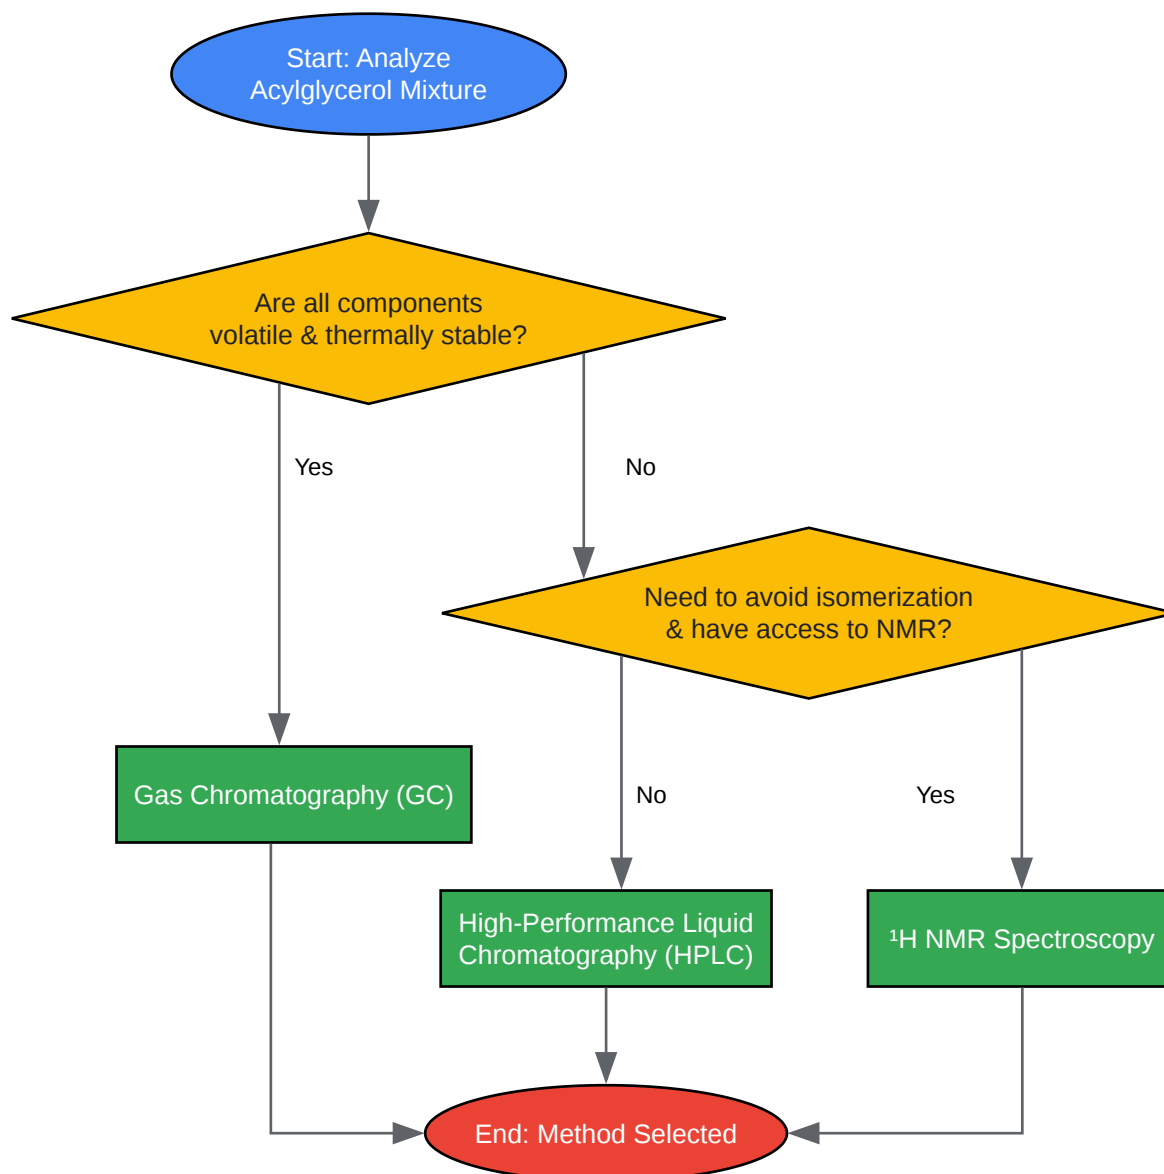 Start: Analyze
Acylglycerol Mixture
Are all components
volatile & thermally stable?
Yes
No
Need to avoid isomerization
& have access to NMR?
Gas Chromatography (GC)
No
Yes
High-Performance Liquid
Chromatography (HPLC)
¹H NMR Spectroscopy
End: Method Selected